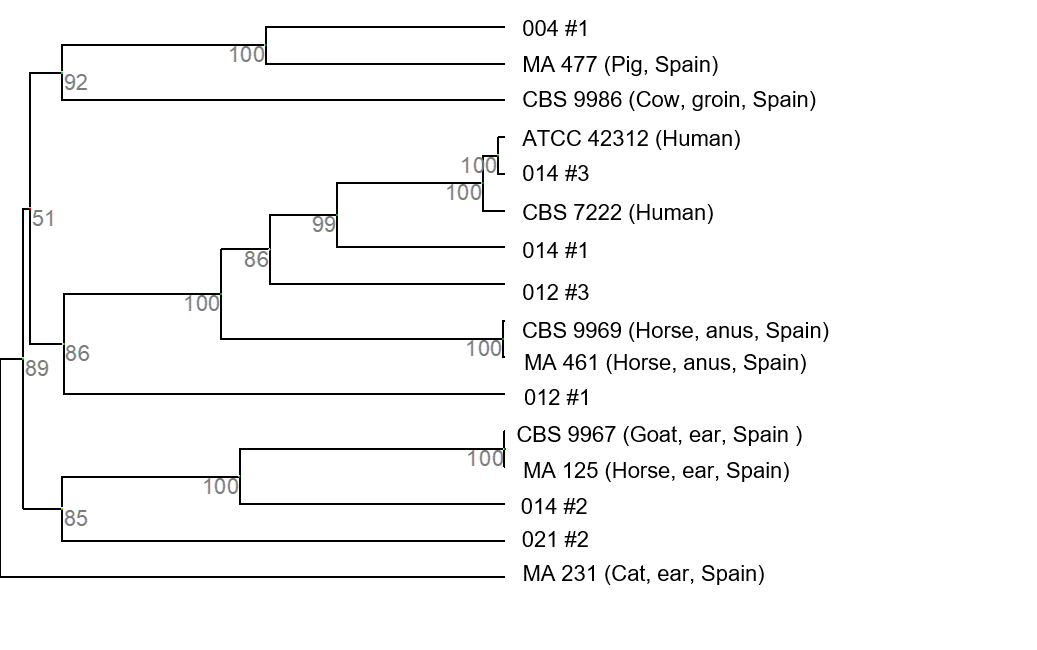 004 #1
100
MA 477 (Pig, Spain)
92
CBS 9986 (Cow, groin, Spain)
ATCC 42312 (Human)
100
014 #3
100
CBS 7222 (Human)
51
99
014 #1
86
012 #3
100
CBS 9969 (Horse, anus, Spain)
100
86
MA 461 (Horse, anus, Spain)
89
012 #1
CBS 9967 (Goat, ear, Spain )
100
MA 125 (Horse, ear, Spain)
100
014 #2
85
021 #2
MA 231 (Cat, ear, Spain)